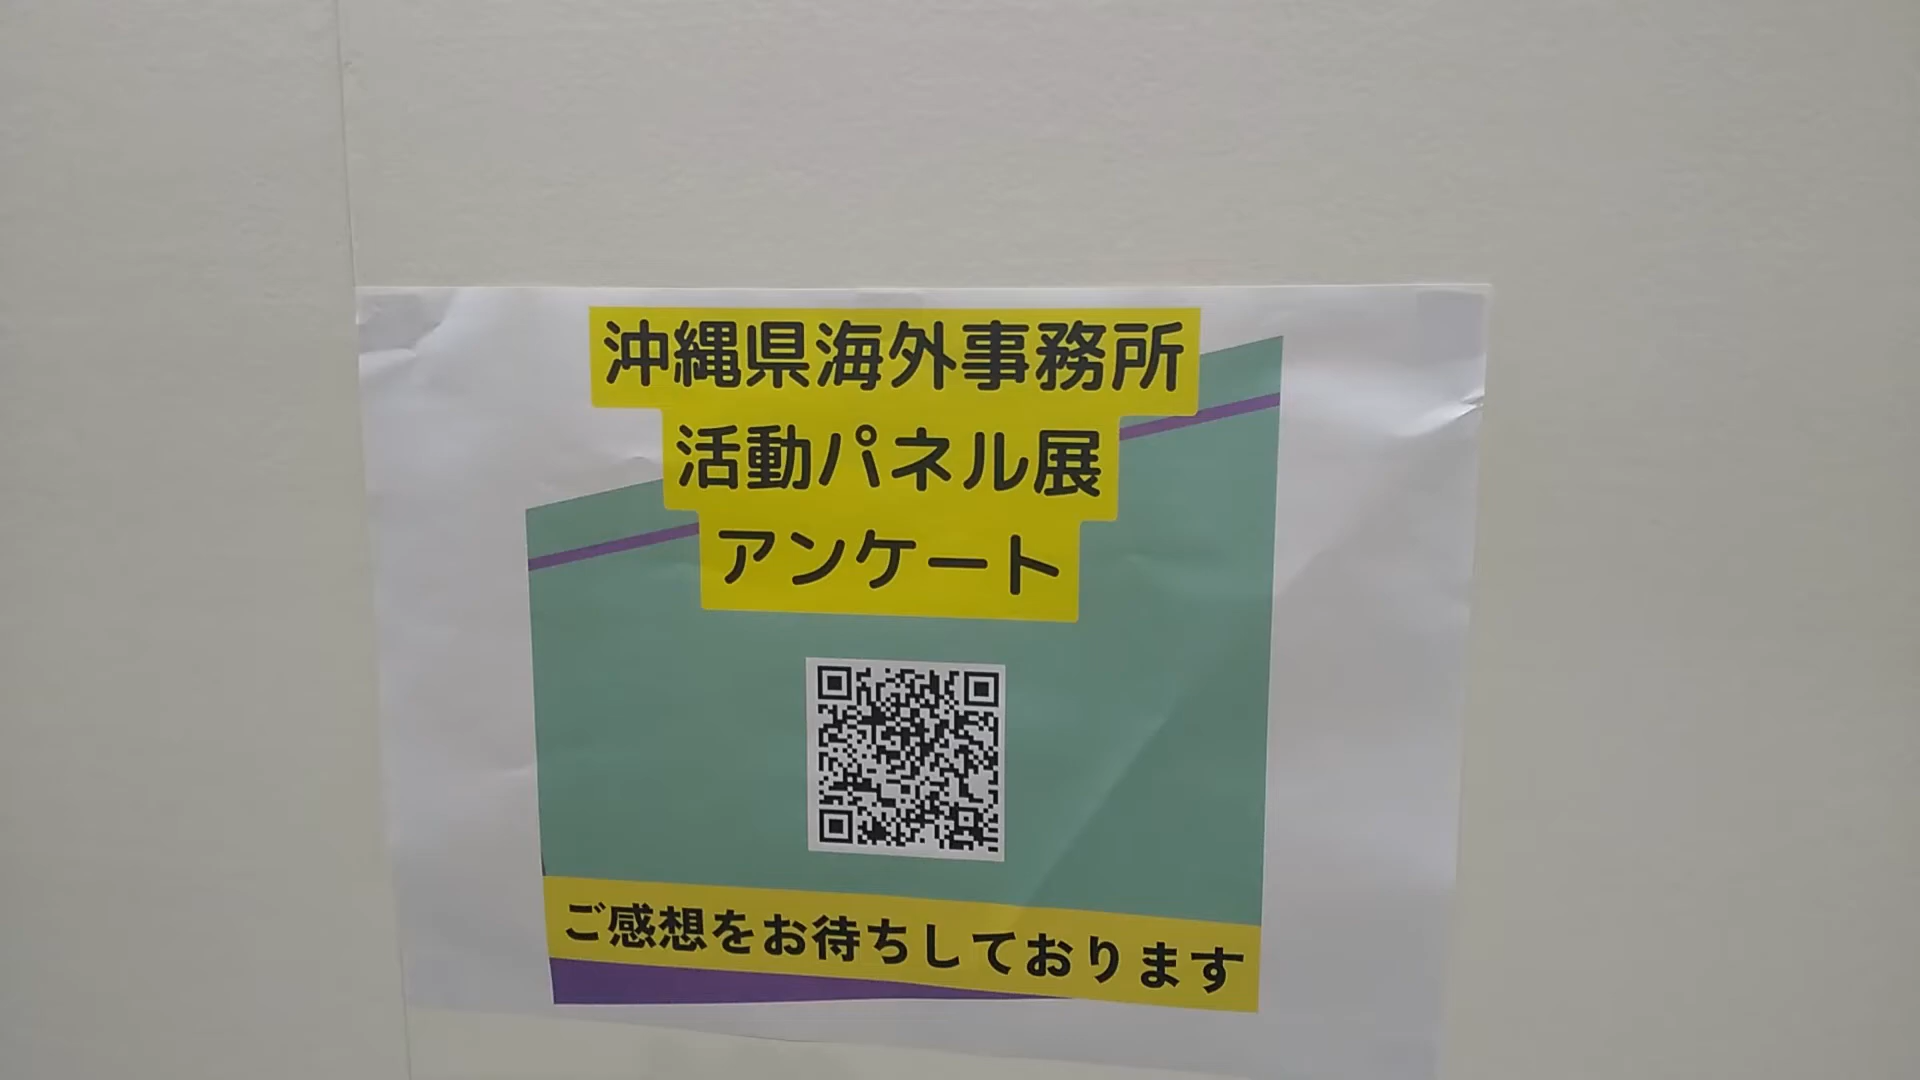 沖縄県海外事務所
活動パネル展
アンケート
ご感想をお待ちしております